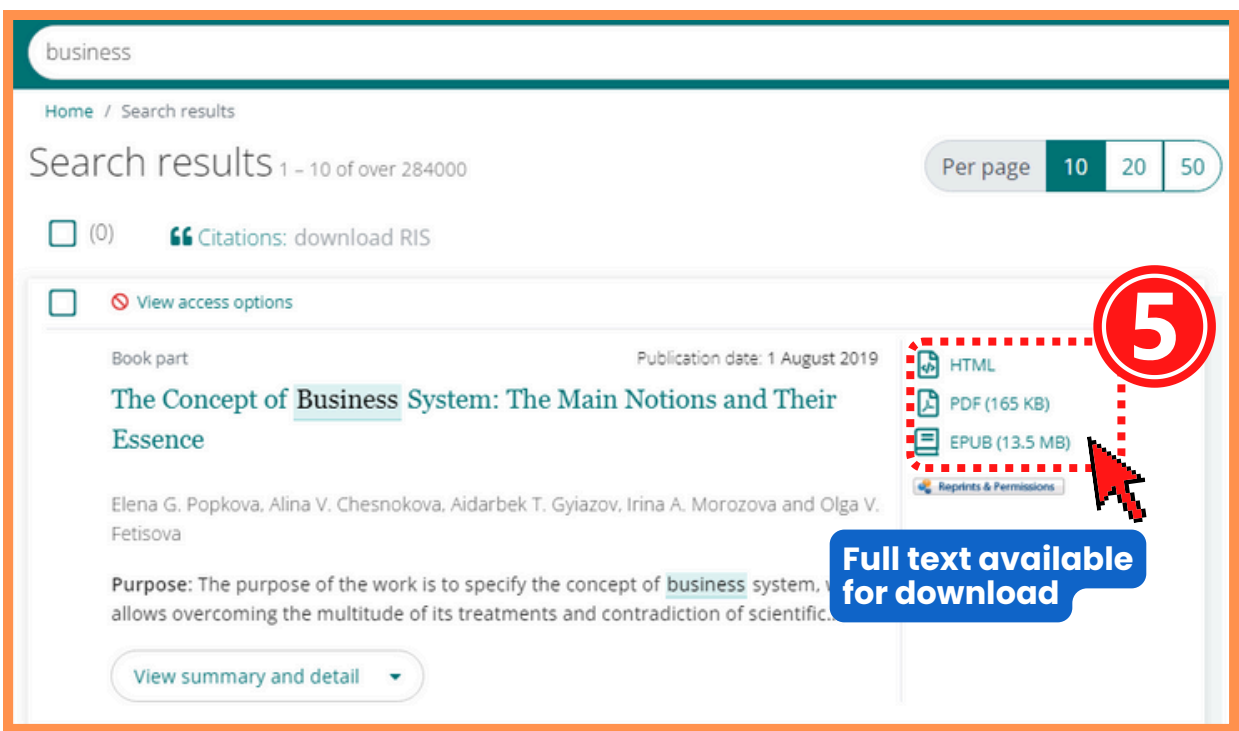 business
Home / Search results
Search results 1 – 10 of over 284000
Per page 10 20 50
(0) Citations: download RIS
View access options
5
Book part Publication date: 1 August 2019
The Concept of Business System: The Main Notions and Their
Essence
HTML
PDF (165 KB)
EPUB (13.5 MB)
Reprints & Permissions
Elena G. Popkova, Alina V. Chesnokova, Aidarbek T. Gyiazov, Irina A. Morozova and Olga V.
Fetisova
Full text available
for download
Purpose: The purpose of the work is to specify the concept of business system,
allows overcoming the multitude of its treatments and contradiction of scientific...
View summary and detail